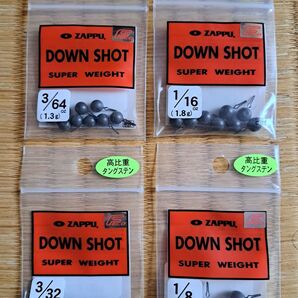 ZAPPU
DOWN SHOT
SUPER WEIGHT
3/64oz
(1.3g)
ZAPPU
DOWN SHOT
SUPER WEIGHT
1/16oz
(1.8g)
高比重
タングステン
ZAPPU
DOWN SHOT
SUPER WEIGHT
3/32
高比重
タングステン
ZAPPU
DOWN SHOT
SUPER WEIGHT
1/8